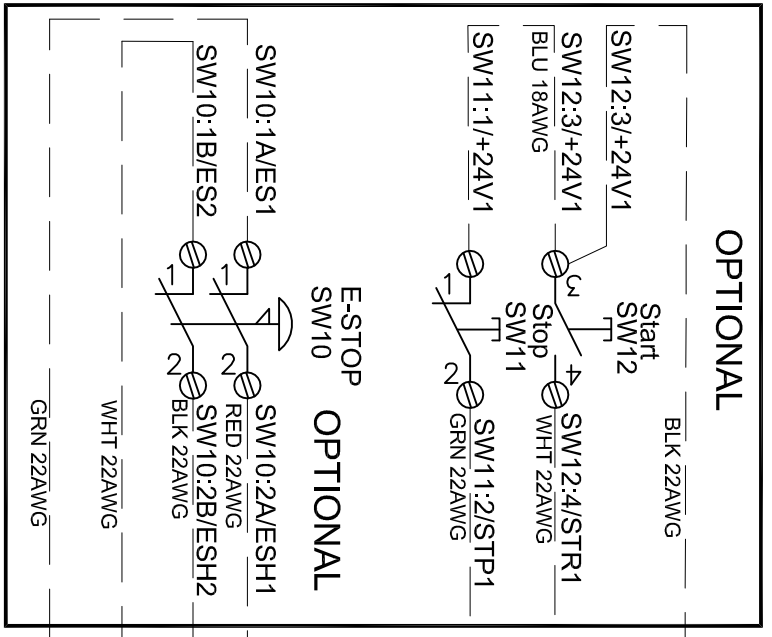 OPTIONAL
BLK 22AWG
SW12:3/+24V1
Start
SW12
SW12:3/+24V1
BLU 18AWG
3
4
SW12:4/STR1
WHT 22AWG
Stop
SW11
SW11:1/+24V1
1
2
SW11:2/STP1
GRN 22AWG
E-STOP
SW10
OPTIONAL
SW10:1A/ES1
1
2
SW10:2A/ESH1
RED 22AWG
SW10:1B/ES2
1
2
SW10:2B/ESH2
BLK 22AWG
WHT 22AWG
GRN 22AWG